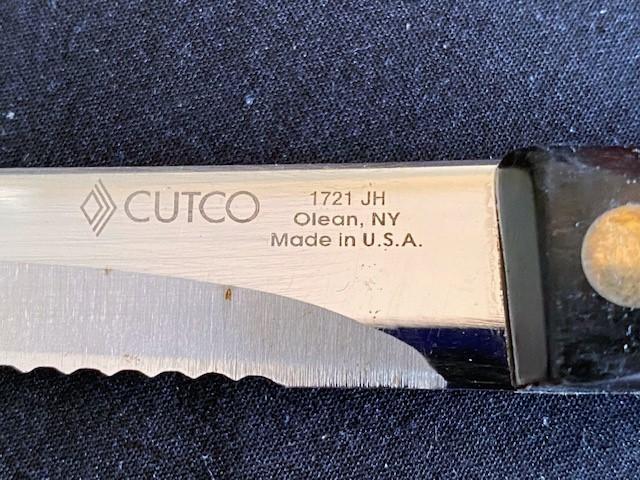 CUTCO
1721 JH
Olean, NY
Made in U.S.A.